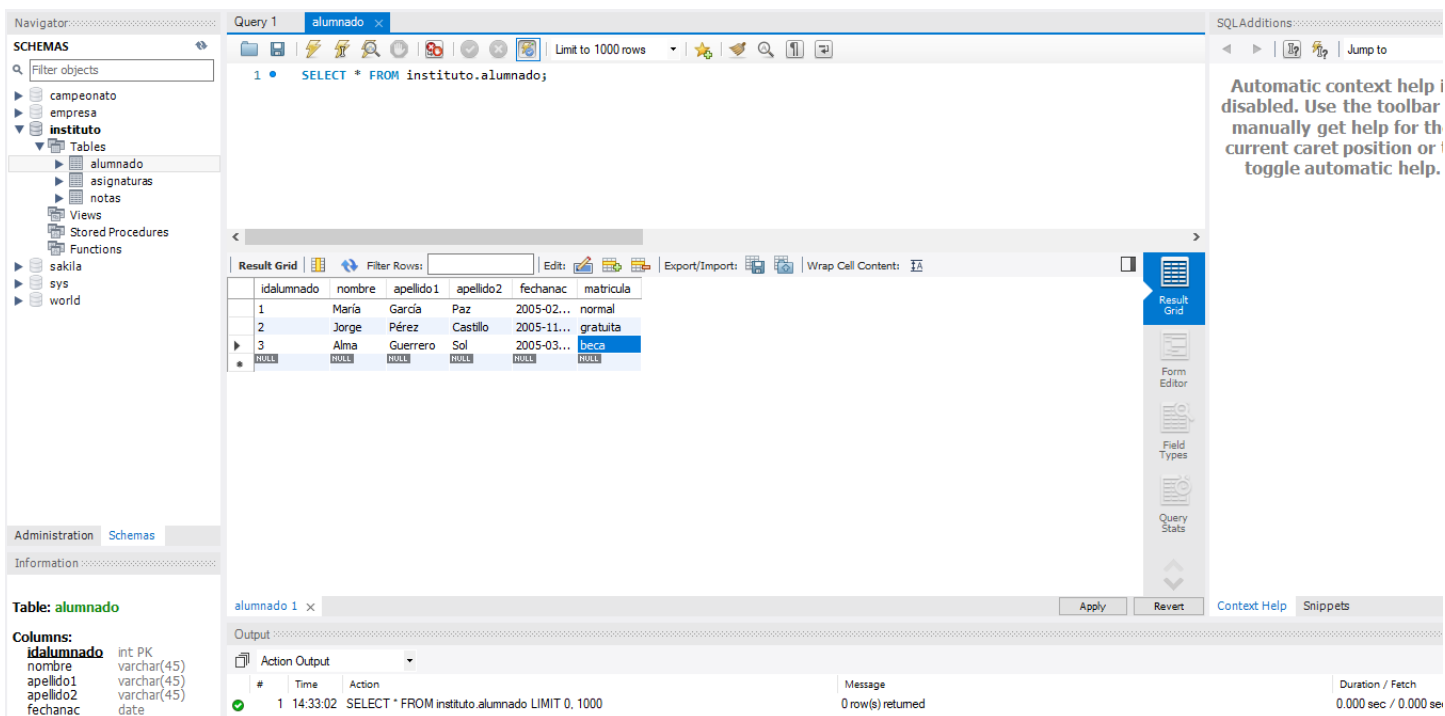 Navigator
SCHEMAS
Filter objects
campeonato
empresa
instituto
Tables
alumnado
asignaturas
notas
Views
Stored Procedures
Functions
sakila
sys
world
Administration Schemas
Information
Table: alumnado
Columns:
idalumnado int PK
nombre varchar(45)
apellido1 varchar(45)
apellido2 varchar(45)
fechanac date
Query 1 alumnado
Limit to 1000 rows
1 SELECT * FROM instituto.alumnado;
Result Grid Filter Rows: Edit: Export/Import: Wrap Cell Content:
idalumnado nombre apellido1 apellido2 fechanac matricula
1 María García Paz 2005-02... normal
2 Jorge Pérez Castillo 2005-11... gratuita
3 Alma Guerrero Sol 2005-03... beca
NULL NULL NULL NULL NULL NULL
Result
Grid
Form
Editor
Field
Types
Query
Stats
alumnado 1 Apply Revert
Output
Action Output
# Time Action Message Duration / Fetch
1 14:33:02 SELECT * FROM instituto.alumnado LIMIT 0, 1000 0 row(s) returned 0.000 sec / 0.000 sec
SQLAdditions
Jump to
Automatic context help i
disabled. Use the toolbar
manually get help for the
current caret position or t
toggle automatic help.
Context Help Snippets